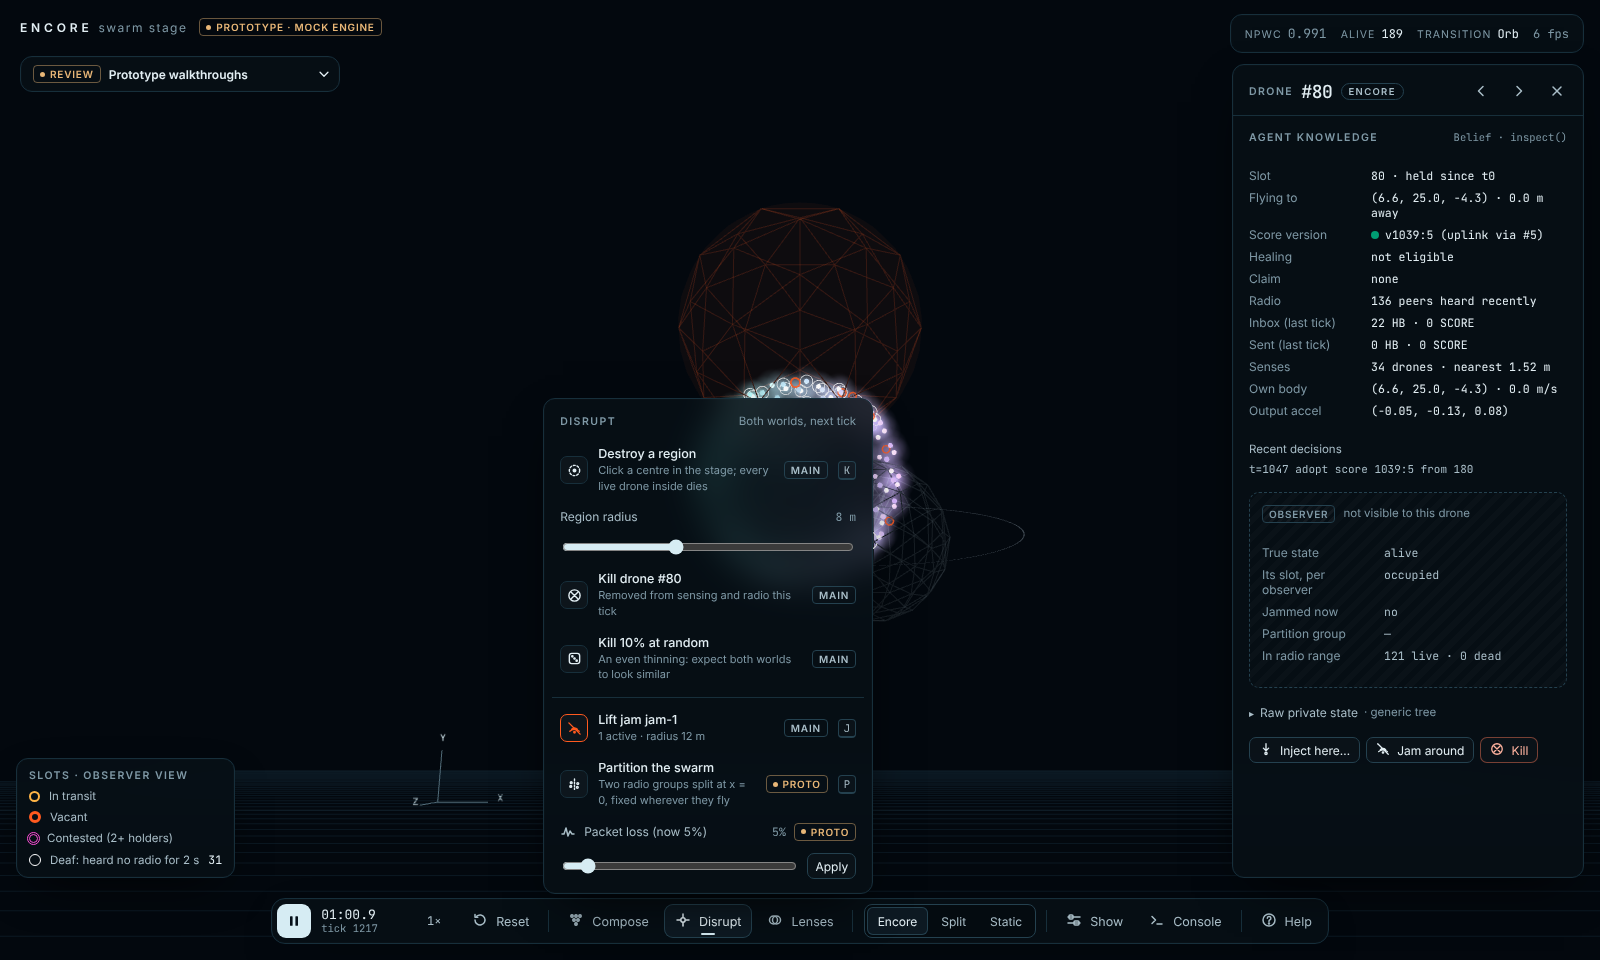 ENCORE swarm stage PROTOTYPE · MOCK ENGINE
REVIEW Prototype walkthroughs
NPWC 0.991 ALIVE 189 TRANSITION Orb 6 fps
DRONE #80 ENCORE
AGENT KNOWLEDGE Belief · inspect()
Slot 80 · held since t0
Flying to (6.6, 25.0, -4.3) · 0.0 m
away
Score version v1039:5 (uplink via #5)
Healing not eligible
Claim none
Radio 136 peers heard recently
Inbox (last tick) 22 HB · 0 SCORE
Sent (last tick) 0 HB · 0 SCORE
Senses 34 drones · nearest 1.52 m
Own body (6.6, 25.0, -4.3) · 0.0 m/s
Output accel (-0.05, -0.13, 0.08)
Recent decisions
t=1047 adopt score 1039:5 from 180
OBSERVER not visible to this drone
True state alive
Its slot, per occupied
observer
Jammed now no
Partition group –
In radio range 121 live · 0 dead
Raw private state · generic tree
Inject here... Jam around Kill
DISRUPT Both worlds, next tick
Destroy a region
Click a centre in the stage; every MAIN K
live drone inside dies
Region radius 8 m
Kill drone #80
Removed from sensing and radio this MAIN
tick
Kill 10% at random
An even thinning: expect both worlds MAIN
to look similar
Lift jam jam-1
1 active · radius 12 m MAIN J
Partition the swarm
Two radio groups split at x = PROTO P
0, fixed wherever they fly
Packet loss (now 5%) 5% PROTO
Apply
Y
Z X
SLOTS · OBSERVER VIEW
In transit
Vacant
Contested (2+ holders)
Deaf: heard no radio for 2 s 31
01:00.9
tick 1217
1× Reset Compose Disrupt Lenses Encore Split Static Show Console Help